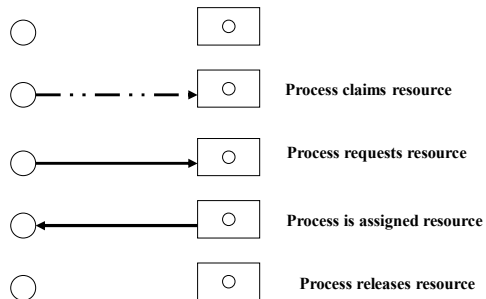 Process claims resource
Process requests resource
Process is assigned resource
Process releases resource